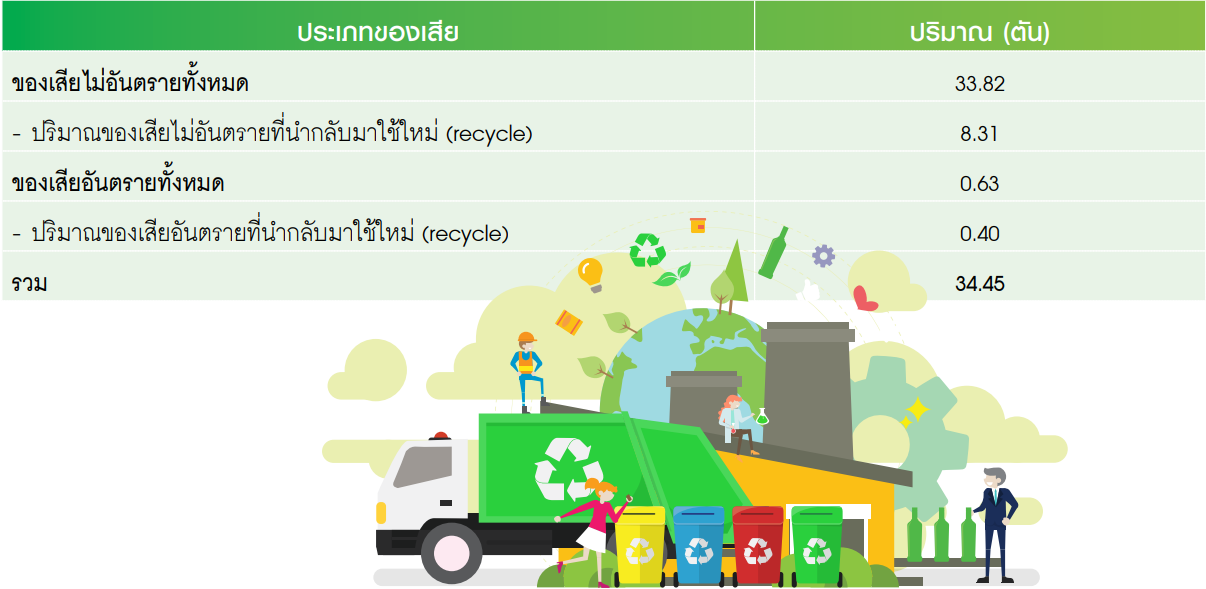 ประเภทของเสีย ปริมาณ (ตัน)
ของเสียไม่อันตรายทั้งหมด 33.82
- ปริมาณของเสียไม่อันตรายที่นำกลับมาใช้ใหม่ (recycle) 8.31
ของเสียอันตรายทั้งหมด 0.63
- ปริมาณของเสียอันตรายที่นำกลับมาใช้ใหม่ (recycle) 0.40
รวม 34.45